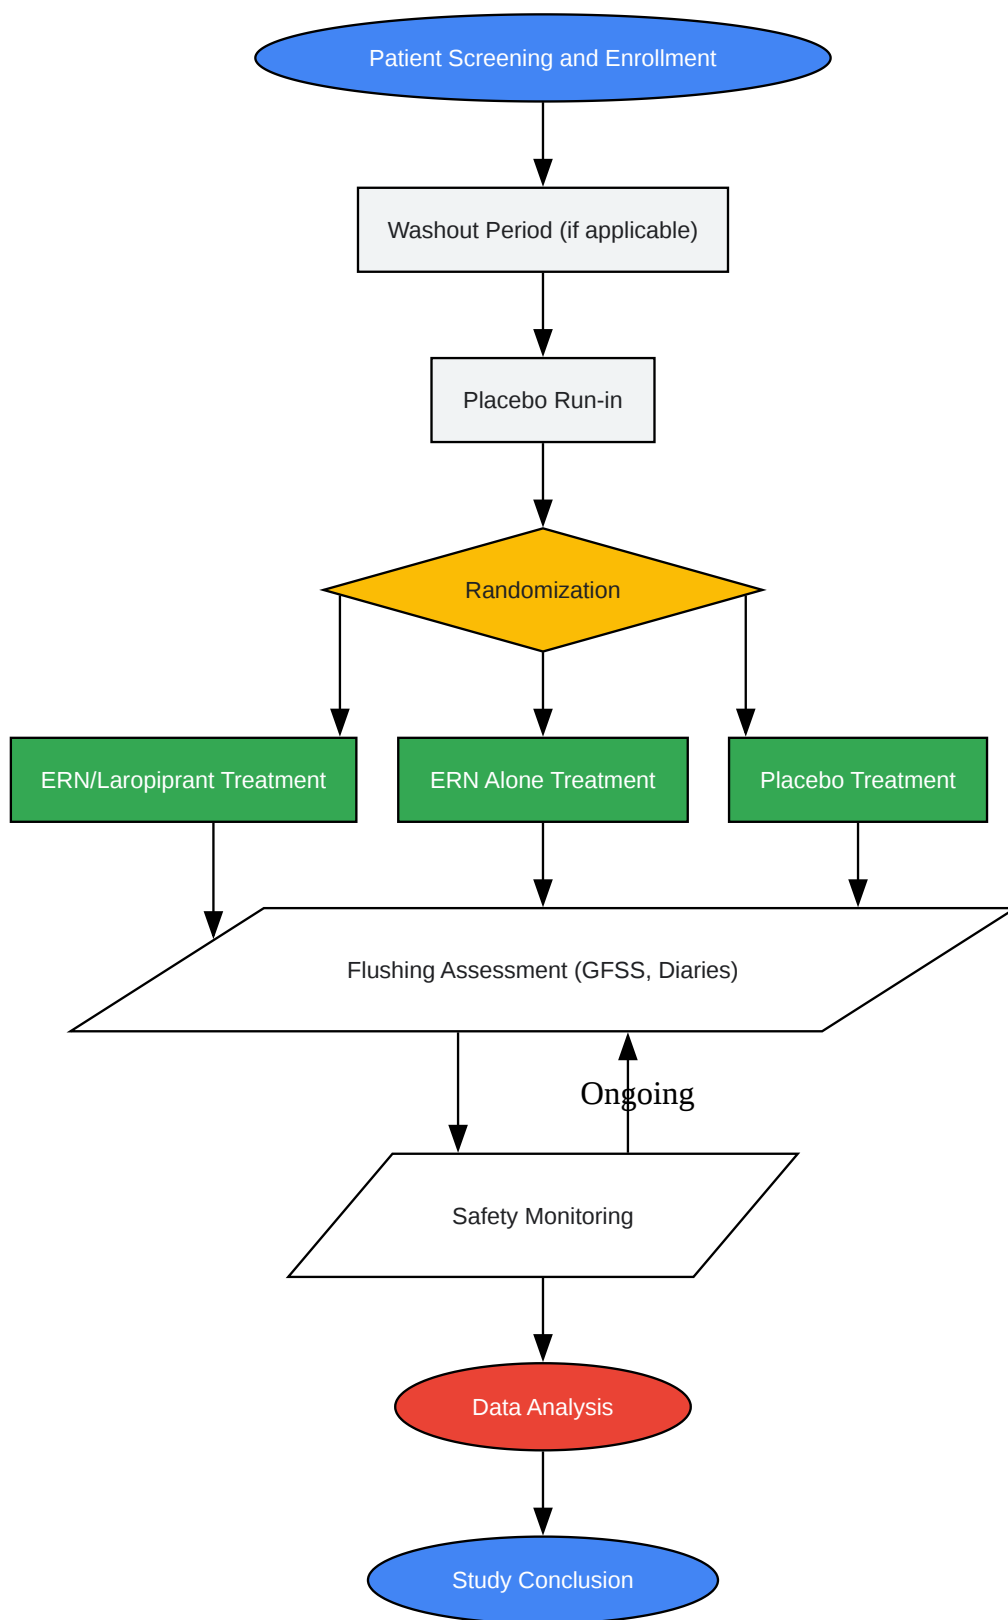 Patient Screening and Enrollment
Washout Period (if applicable)
Placebo Run-in
Randomization
ERN/Laropiprant Treatment
ERN Alone Treatment
Placebo Treatment
Flushing Assessment (GFSS, Diaries)
Ongoing
Safety Monitoring
Data Analysis
Study Conclusion